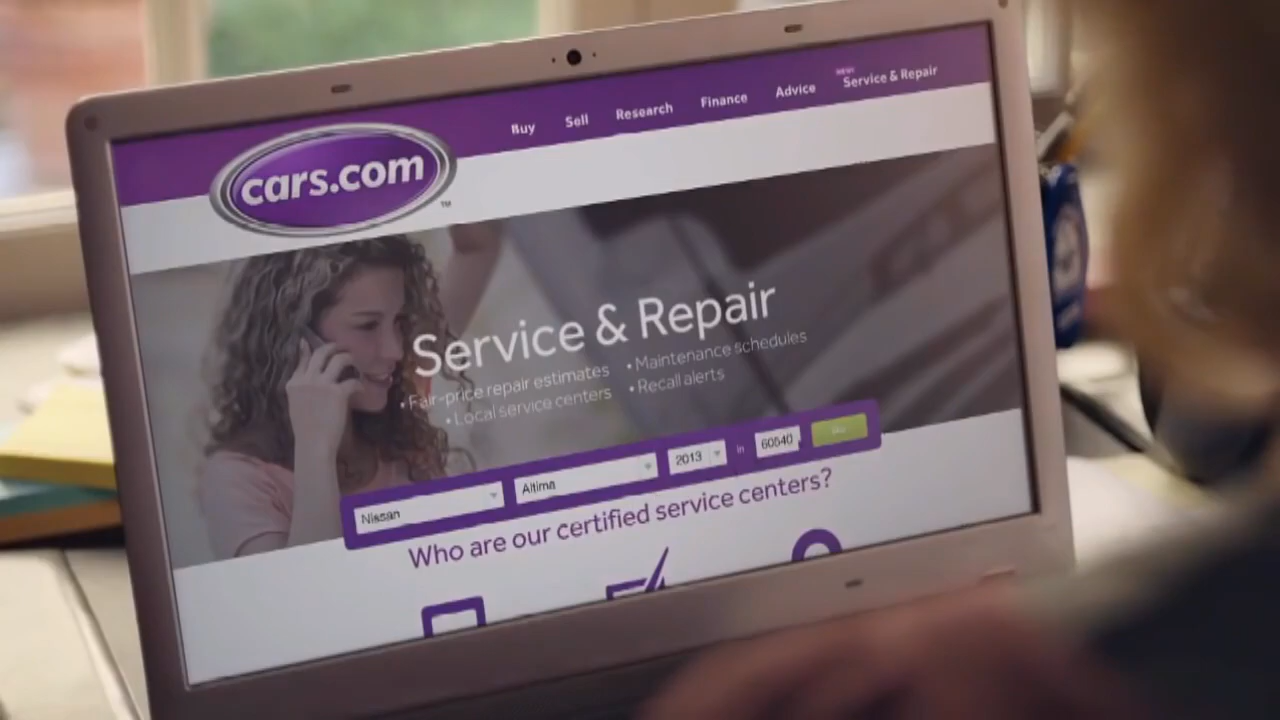 Buy Sell Research Finance Advice NEW! Service & Repair
cars.com
™
Service & Repair
• Fair-price repair estimates • Maintenance schedules
• Local service centers • Recall alerts
Nissan Altima 2013 in 60540
Who are our certified service centers?